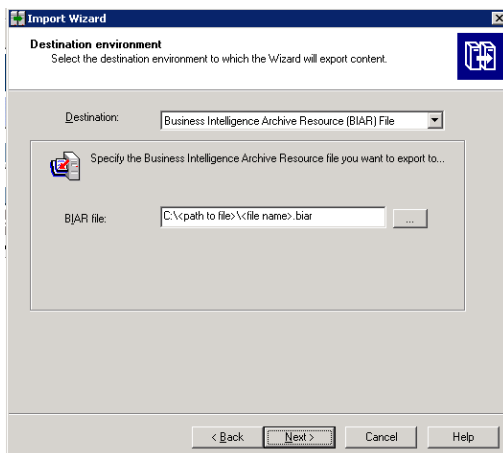 Import Wizard
Destination environment
Select the destination environment to which the Wizard will export content.
Destination:
Business Intelligence Archive Resource (BIAR) File
Specify the Business Intelligence Archive Resource file you want to export to...
BIAR file:
C:\<path to file>\<file name>.biar
...
< Back
Next >
Cancel
Help